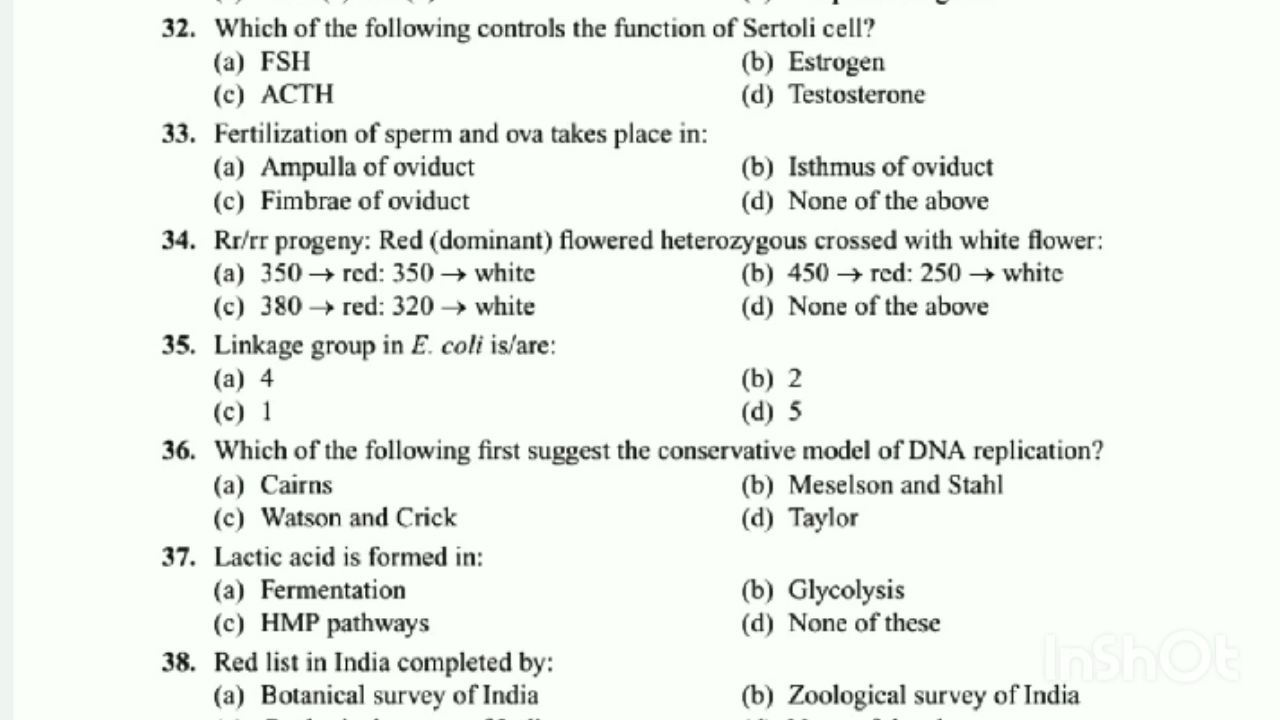 32. Which of the following controls the function of Sertoli cell?
(a) FSH (b) Estrogen
(c) ACTH (d) Testosterone
33. Fertilization of sperm and ova takes place in:
(a) Ampulla of oviduct (b) Isthmus of oviduct
(c) Fimbrae of oviduct (d) None of the above
34. Rr/rr progeny: Red (dominant) flowered heterozygous crossed with white flower:
(a) 350 → red: 350 → white (b) 450 → red: 250 → white
(c) 380 → red: 320 → white (d) None of the above
35. Linkage group in E. coli is/are:
(a) 4 (b) 2
(c) 1 (d) 5
36. Which of the following first suggest the conservative model of DNA replication?
(a) Cairns (b) Meselson and Stahl
(c) Watson and Crick (d) Taylor
37. Lactic acid is formed in:
(a) Fermentation (b) Glycolysis
(c) HMP pathways (d) None of these
38. Red list in India completed by:
(a) Botanical survey of India (b) Zoological survey of India
InShOt